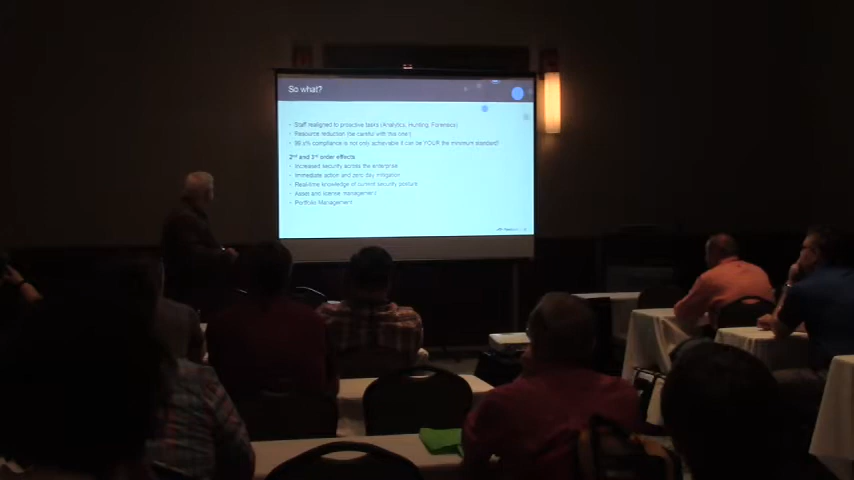 So what?
- Staff realigned to proactive tasks (Analytics, Hunting, Forensics)
- Resource reduction (be careful with this one!)
- 99.x% compliance is not only achievable it can be YOUR the minimum standard!
2nd and 3rd order effects
- Increased security across the enterprise
- Immediate action and zero day mitigation
- Real-time knowledge of current security posture
- Asset and license management
- Portfolio Management